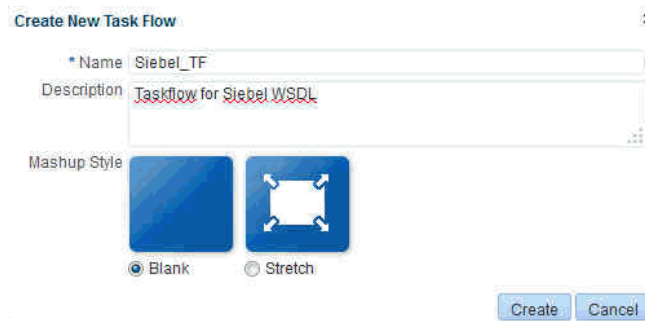 Create New Task Flow
* Name Siebel_TF
Description Taskflow for Siebel WSDL
Mashup Style
Blank Stretch
Create Cancel